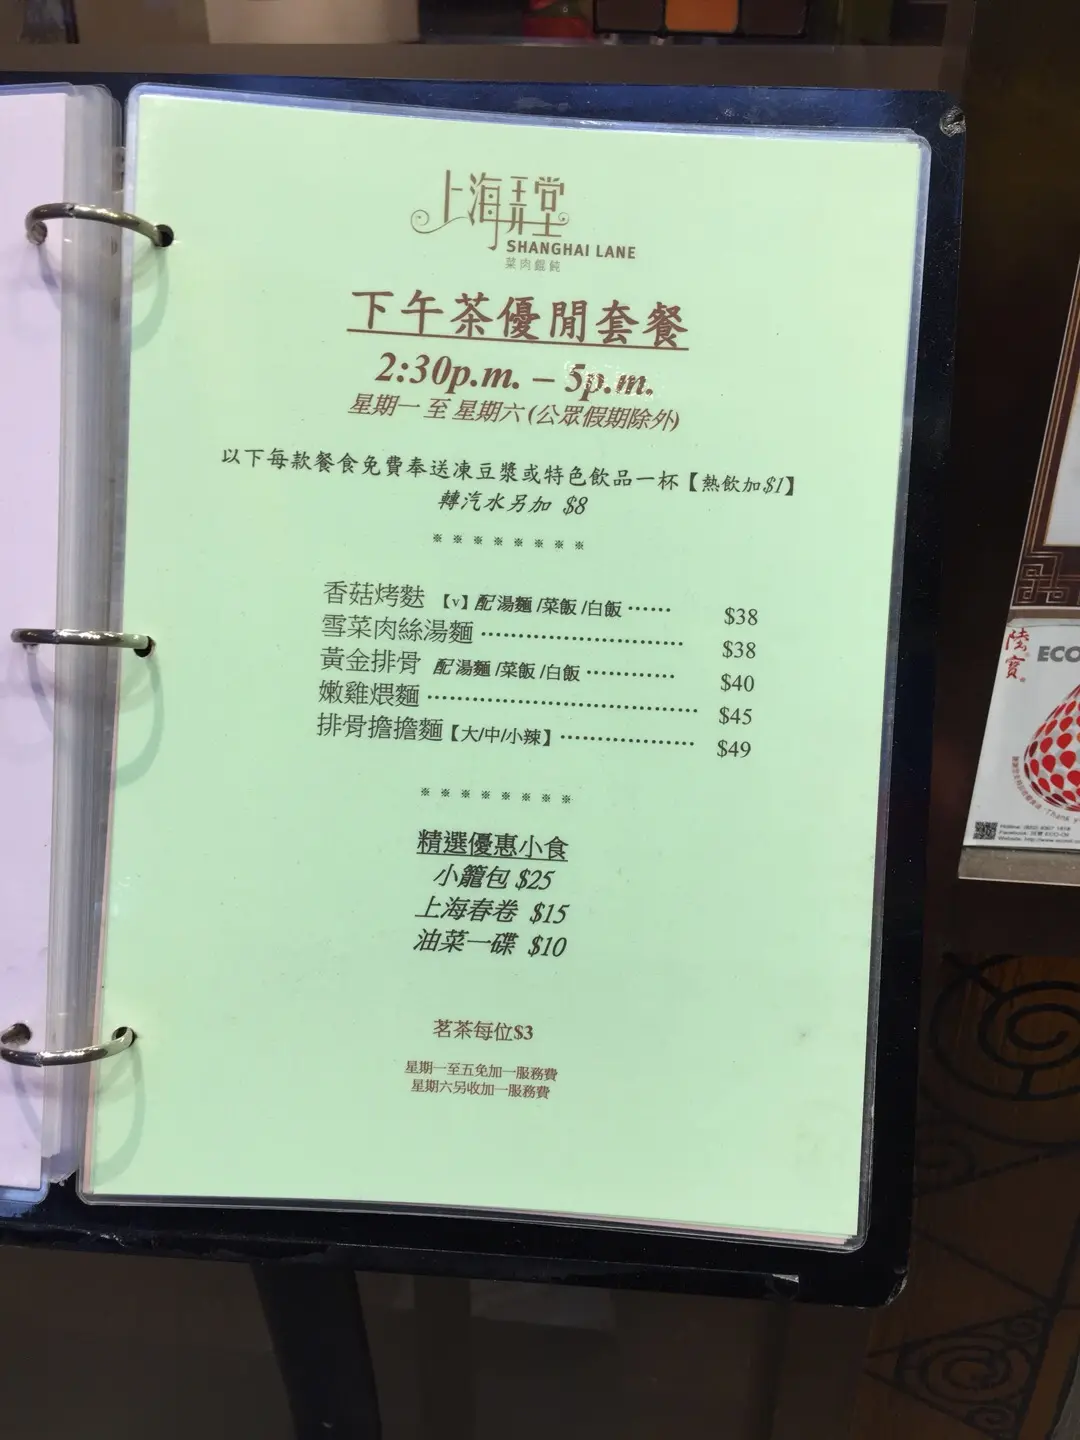 上海弄堂
SHANGHAI LANE
菜肉餛飩
下午茶優閒套餐
2:30p.m. – 5p.m.
星期一 至 星期六 (公眾假期除外)
以下每款餐食免費奉送凍豆漿或特色飲品一杯【熱飲加$1】
轉汽水另加 $8
※ ※ ※ ※ ※ ※ ※ ※
香菇烤麩 【v】配 湯麵 /菜飯 /白飯 ...... $38
雪菜肉絲湯麵 ................................ $38
黃金排骨 配 湯麵 /菜飯 /白飯 ............ $40
嫩雞煨麵 .......................................... $45
排骨擔擔麵【大/中/小辣】 .................. $49
※ ※ ※ ※ ※ ※ ※ ※
精選優惠小食
小籠包 $25
上海春卷 $15
油菜一碟 $10
茗茶每位$3
星期一至五免加一服務費
星期六另收加一服務費
陸寶
ECO
Thank y